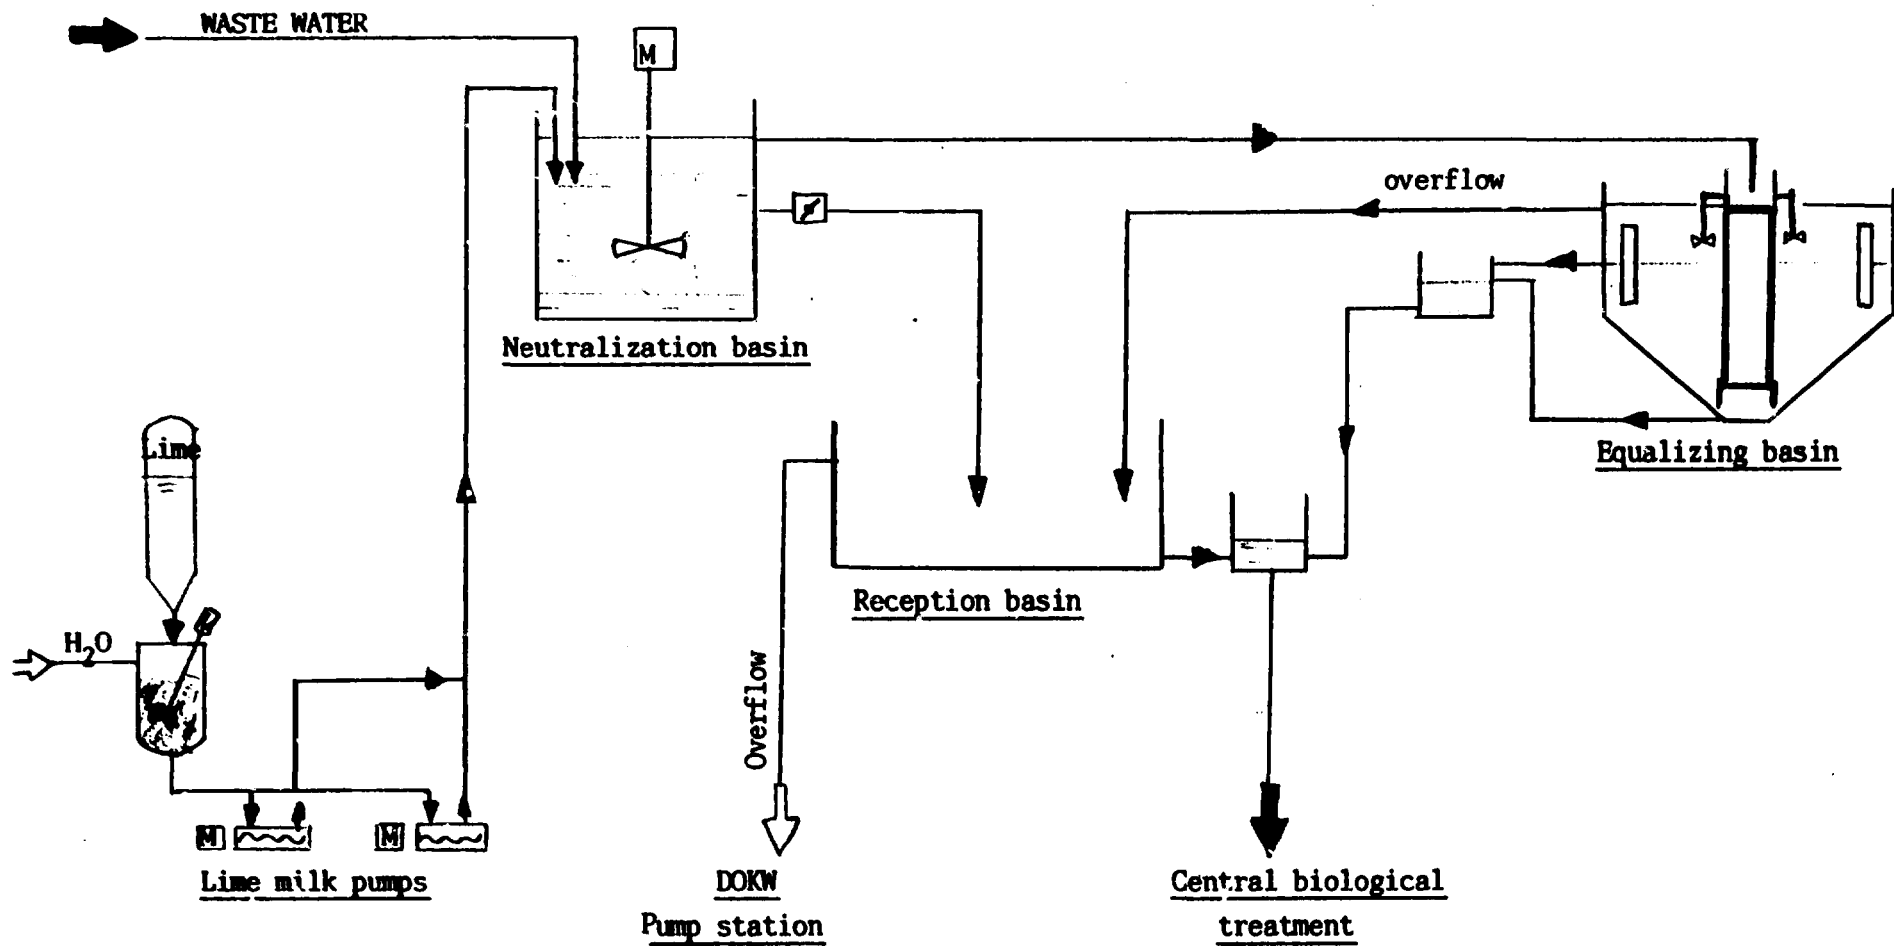 WASTE WATER
M
overflow
Neutralization basin
Lime
Equalizing basin
Reception basin
H2O
Overflow
M
M
Lime milk pumps
DOKW
Pump station
Central biological
treatment